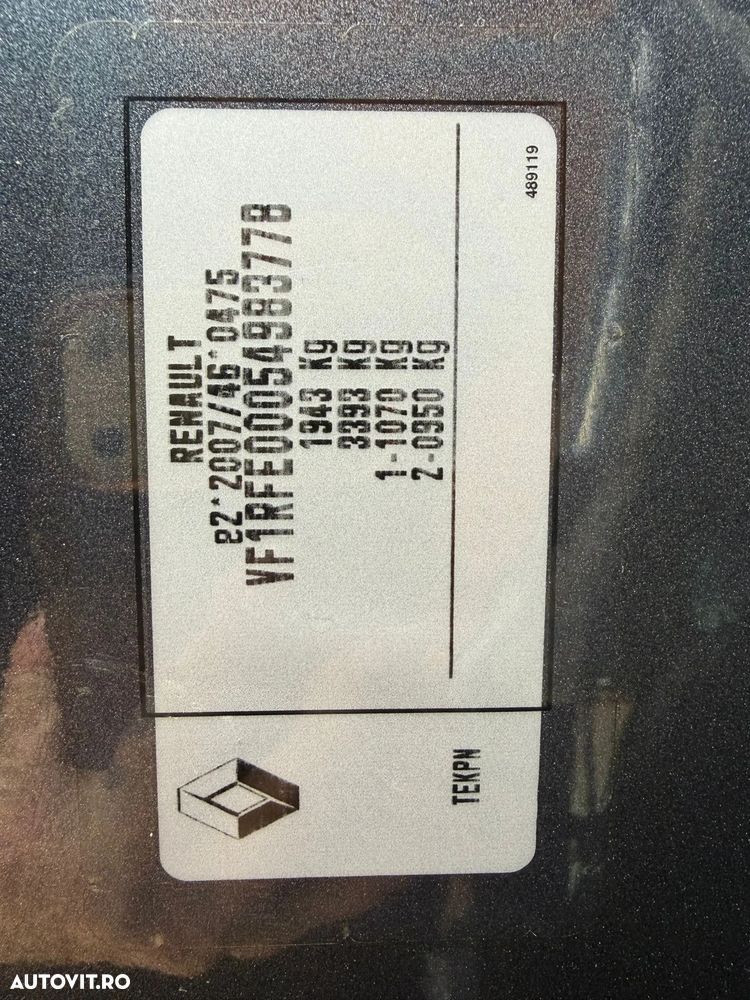 RENAULT
e2*2007/46*0475
VF1RFE00054983778
1943 Kg
3393 Kg
1-1070 Kg
2-0950 Kg
489119
TEKPN
AUTOVIT.RO